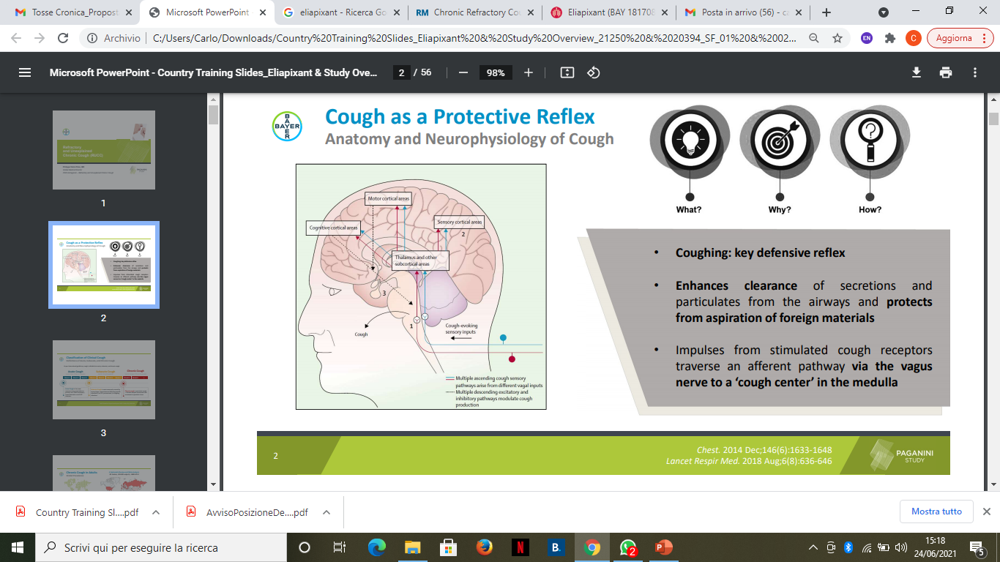 Tosse Cronica_Propost
Microsoft PowerPoint
eliapixant - Ricerca Go
Chronic Refractory Cou
Eliapixant (BAY 181708
Posta in arrivo (56) - ca
Archivio
C:/Users/Carlo/Downloads/Country%20Training%20Slides_Eliapixant%20&%20Study%20Overview_21250%20&%2020394_SF_01%20&%2002...
EN
C
Aggiorna
Microsoft PowerPoint - Country Training Slides_Eliapixant & Study Ove...
2 / 56
98%
Refractory
and Unexplained
Chronic Cough (RUCC)
1
2
3
BAYER
BAYER
Cough as a Protective Reflex
Anatomy and Neurophysiology of Cough
What?
Why?
How?
Motor cortical areas
Cognitive cortical areas
Sensory cortical areas
2
Thalamus and other
subcortical areas
3
1
Cough
Cough-evoking
sensory inputs
Multiple ascending cough sensory
pathways arise from different vagal inputs
Multiple descending excitatory and
inhibitory pathways modulate cough
production
• Coughing: key defensive reflex
• Enhances clearance of secretions and
particulates from the airways and protects
from aspiration of foreign materials
• Impulses from stimulated cough receptors
traverse an afferent pathway via the vagus
nerve to a ‘cough center’ in the medulla
2
Chest. 2014 Dec;146(6):1633-1648
Lancet Respir Med. 2018 Aug;6(8):636-646
PAGANINI
STUDY
Country Training Sl....pdf
AvvisoPosizioneDe....pdf
Mostra tutto
Scrivi qui per eseguire la ricerca
N
B.
2
P
15:18
24/06/2021
5